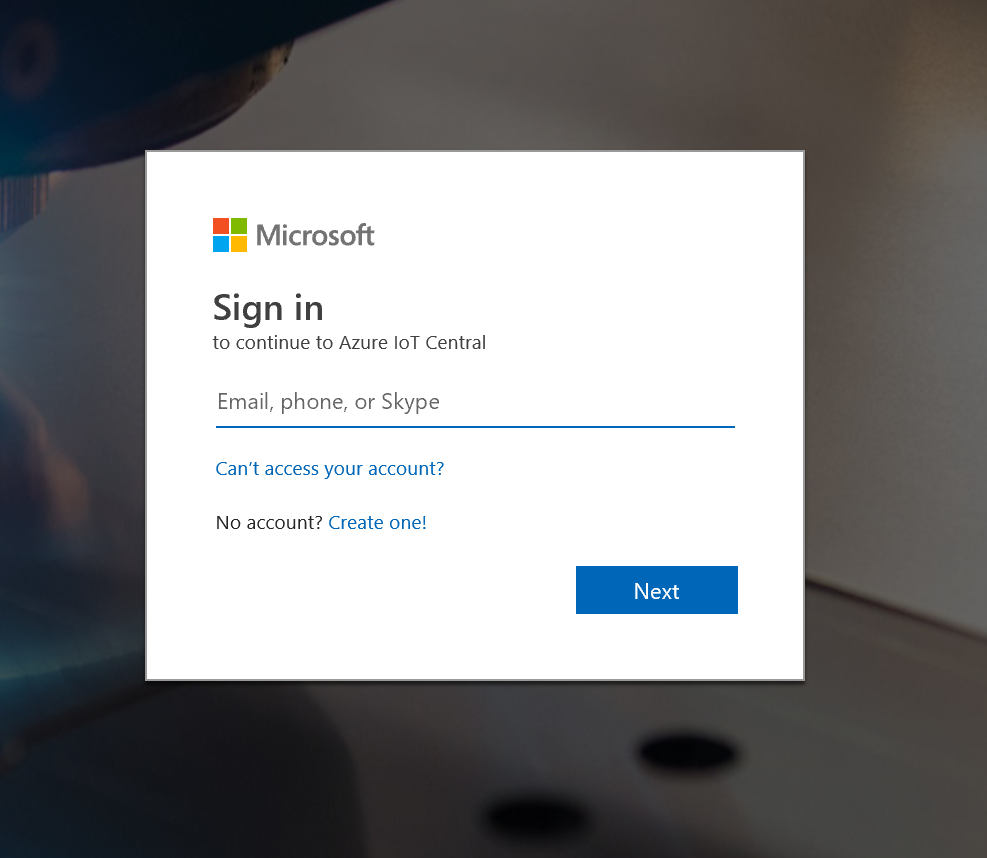 Microsoft
Sign in
to continue to Azure IoT Central
Email, phone, or Skype
Can't access your account?
No account? Create one!
Next